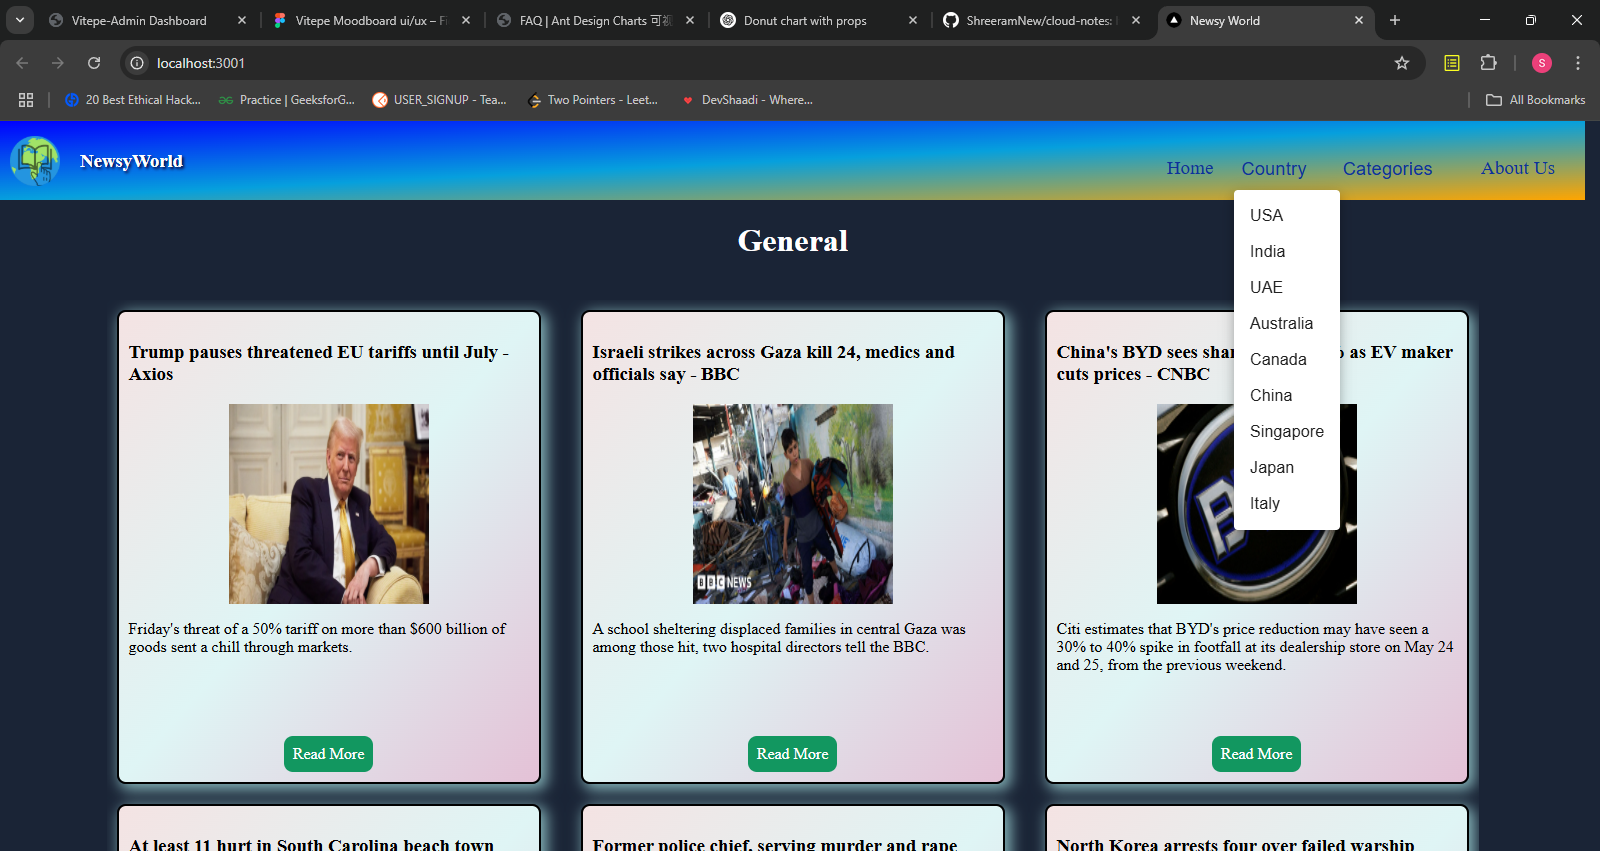 Vitepe-Admin Dashboard
Vitepe Moodboard ui/ux – Fi
FAQ | Ant Design Charts 可视
Donut chart with props
ShreeramNew/cloud-notes:
Newsy World
localhost:3001
S
20 Best Ethical Hack...
Practice | GeeksforG...
USER_SIGNUP - Tea...
Two Pointers - Leet...
DevShaadi - Where...
All Bookmarks
NewsyWorld
Home
Country
Categories
About Us
USA
India
UAE
Australia
Canada
China
Singapore
Japan
Italy
General
Trump pauses threatened EU tariffs until July -
Axios
Friday's threat of a 50% tariff on more than $600 billion of
goods sent a chill through markets.
Read More
Israeli strikes across Gaza kill 24, medics and
officials say - BBC
BBC NEWS
A school sheltering displaced families in central Gaza was
among those hit, two hospital directors tell the BBC.
Read More
China's BYD sees as EV maker
cuts prices - CNBC
Citi estimates that BYD's price reduction may have seen a
30% to 40% spike in footfall at its dealership store on May 24
and 25, from the previous weekend.
Read More
At least 11 hurt in South Carolina beach town
Former police chief, serving murder and rape
North Korea arrests four over failed warship